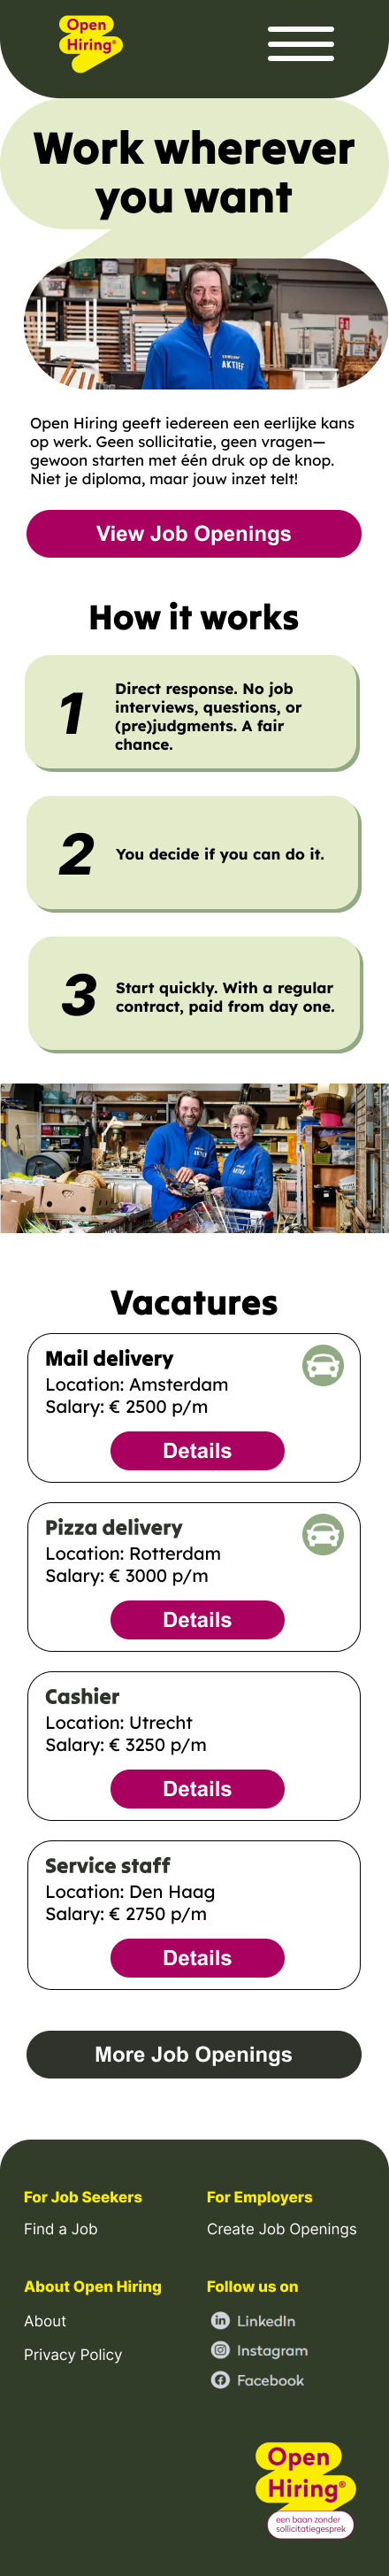 Open
Hiring®
Work wherever
you want
AKTIEF
Open Hiring geeft iedereen een eerlijke kans
op werk. Geen sollicitatie, geen vragen—
gewoon starten met één druk op de knop.
Niet je diploma, maar jouw inzet telt!
View Job Openings
How it works
1
Direct response. No job
interviews, questions, or
(pre)judgments. A fair
chance.
2
You decide if you can do it.
3
Start quickly. With a regular
contract, paid from day one.
AKTIEF
AKTIEF
Vacatures
Mail delivery
Location: Amsterdam
Salary: € 2500 p/m
Details
Pizza delivery
Location: Rotterdam
Salary: € 3000 p/m
Details
Cashier
Location: Utrecht
Salary: € 3250 p/m
Details
Service staff
Location: Den Haag
Salary: € 2750 p/m
Details
More Job Openings
For Job Seekers
Find a Job
For Employers
Create Job Openings
About Open Hiring
About
Privacy Policy
Follow us on
LinkedIn
Instagram
Facebook
Open
Hiring®
een baan zonder
sollicitatiegesprek